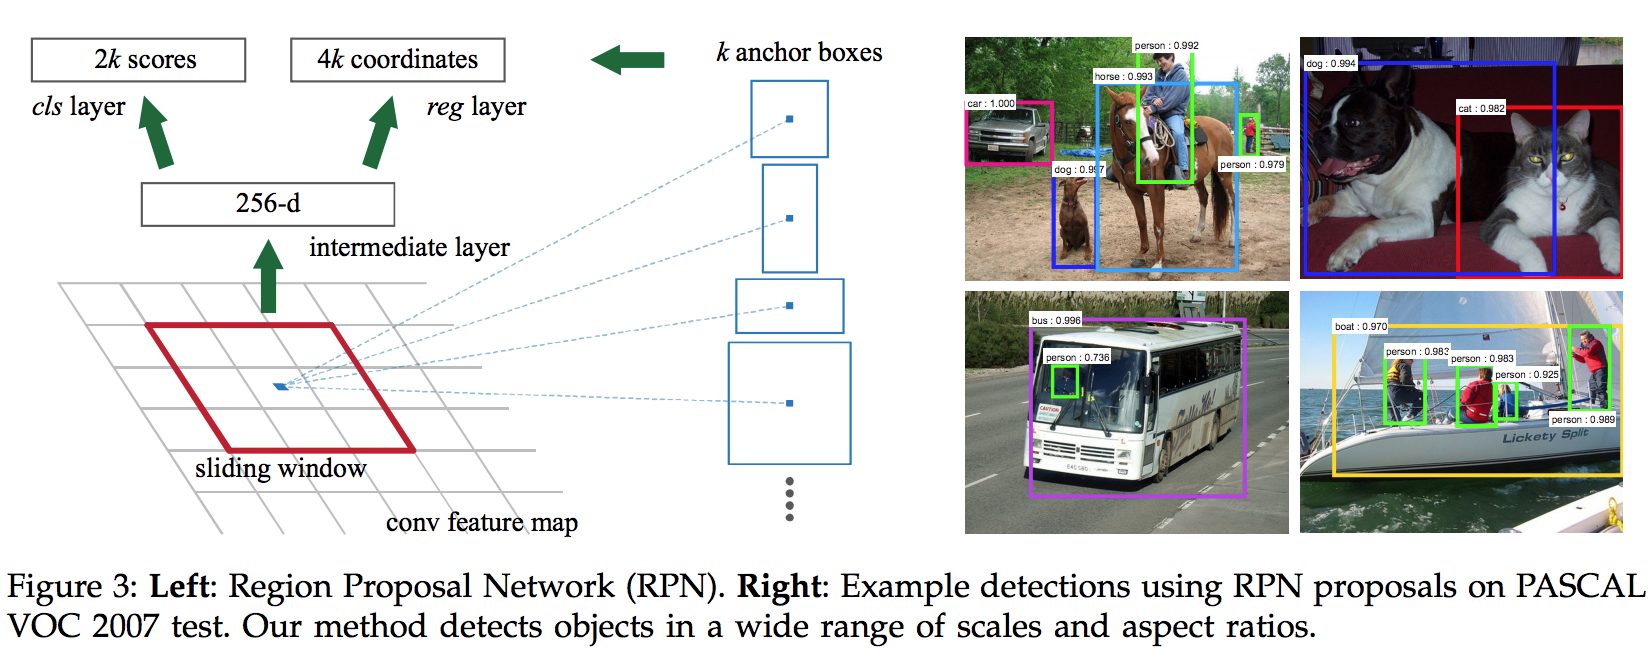 2k scores
4k coordinates
k anchor boxes
cls layer
reg layer
256-d
intermediate layer
sliding window
conv feature map
person : 0.992
horse : 0.993
car : 1.000
person : 0.979
dog : 0.997
dog : 0.994
cat : 0.982
bus : 0.996
person : 0.736
CAUTION
boat : 0.970
person : 0.983
person : 0.983
person : 0.925
person : 0.989
Lickety Split
Figure 3: Left: Region Proposal Network (RPN). Right: Example detections using RPN proposals on PASCAL
VOC 2007 test. Our method detects objects in a wide range of scales and aspect ratios.